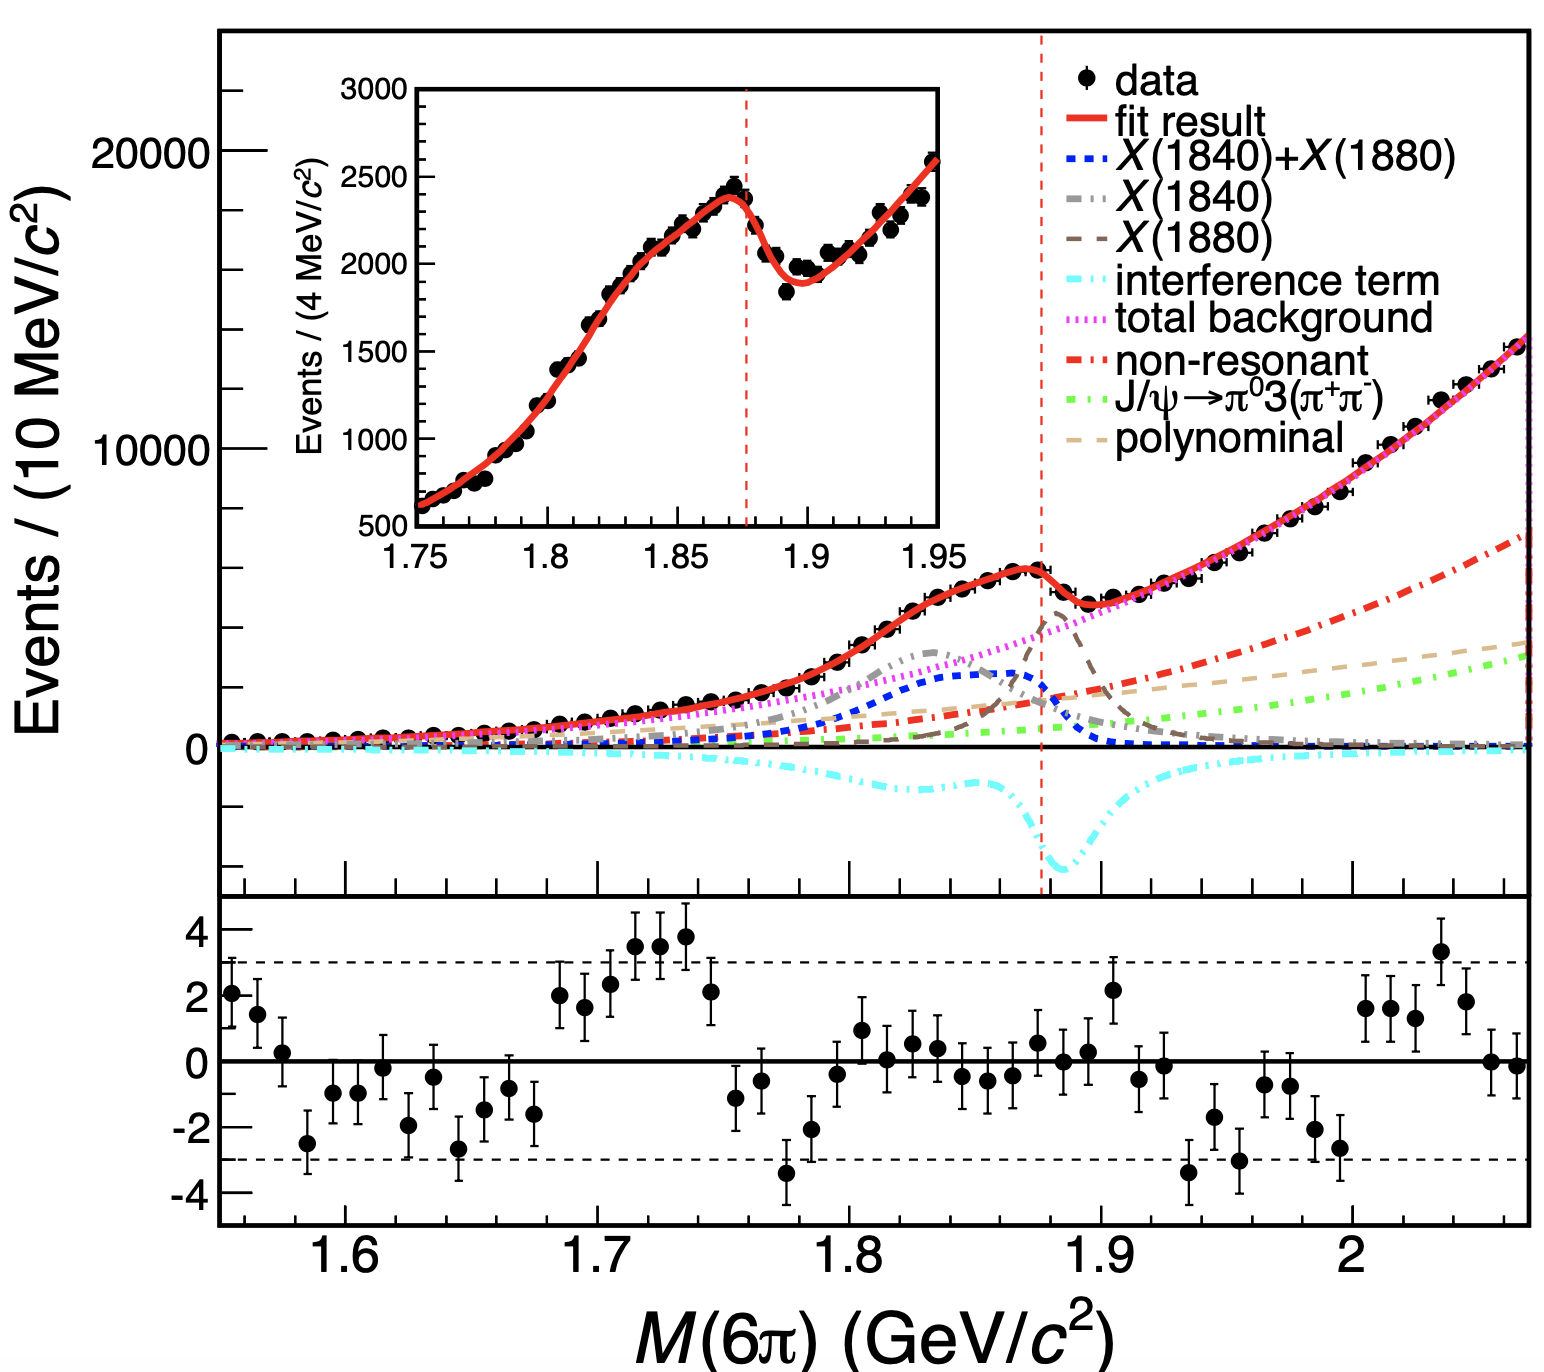 Events / (10 MeV/c²)
20000
10000
0
Events / (4 MeV/c²)
3000
2500
2000
1500
1000
500
1.75
1.8
1.85
1.9
1.95
data
fit result
X(1840)+X(1880)
X(1840)
X(1880)
interference term
total background
non-resonant
J/ψ→π⁰3(π⁺π⁻)
polynominal
4
2
0
-2
-4
1.6
1.7
1.8
1.9
2
M(6π) (GeV/c²)